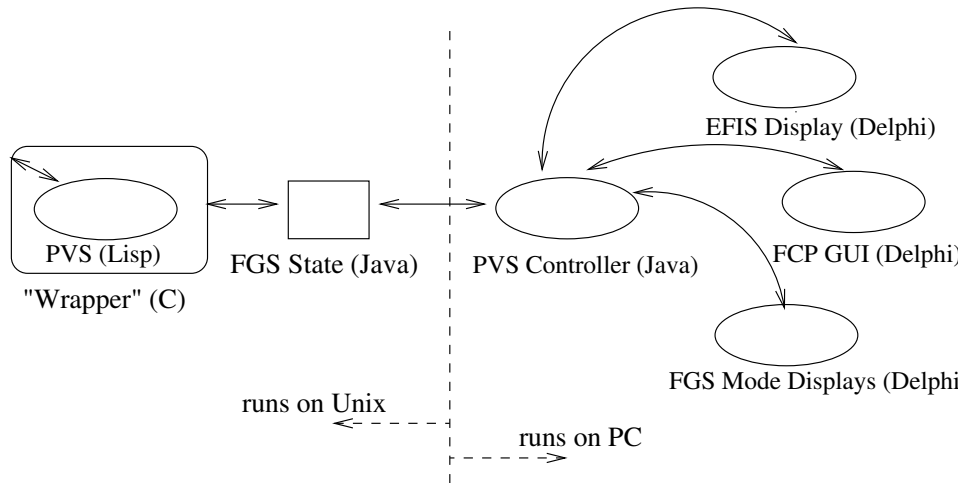 EFIS Display (Delphi)
PVS (Lisp)
FGS State (Java)
PVS Controller (Java)
FCP GUI (Delphi)
"Wrapper" (C)
FGS Mode Displays (Delphi
runs on Unix
runs on PC